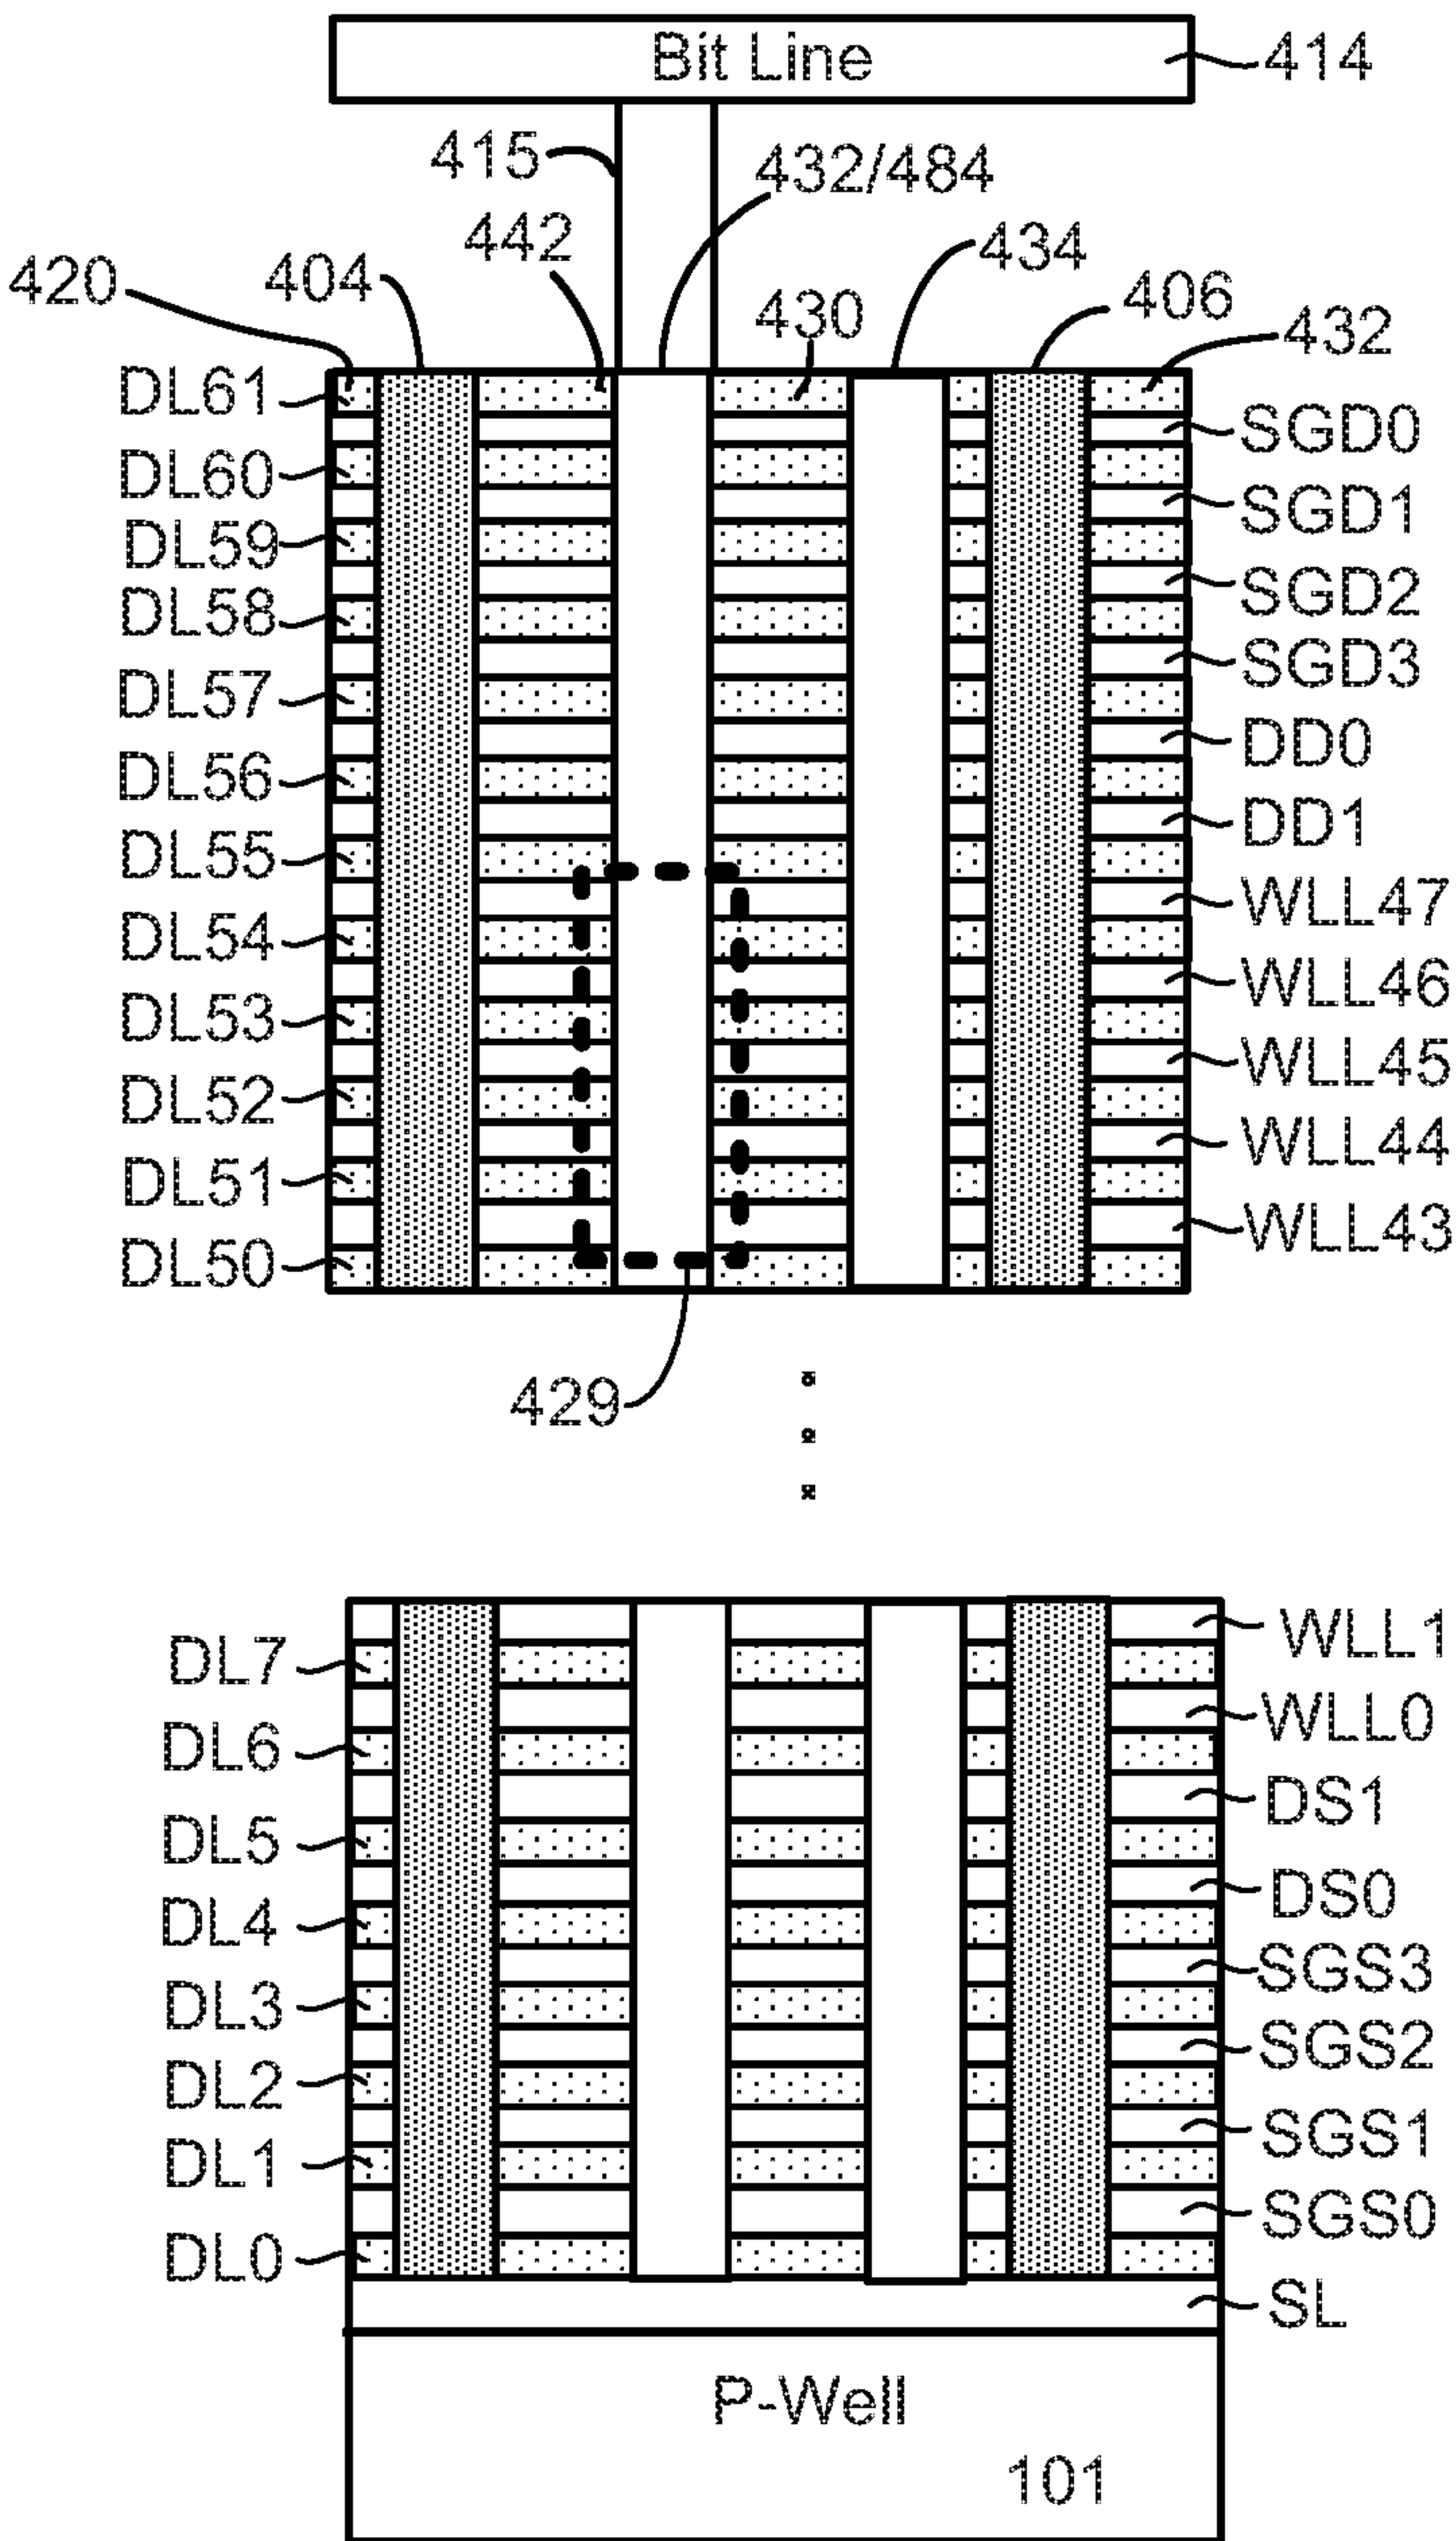 Bit Line
414
415
432/484
442
434
420
404
430
406
432
DL61
SGD0
DL60
SGD1
DL59
SGD2
DL58
SGD3
DL57
DD0
DL56
DD1
DL55
WLL47
DL54
WLL46
DL53
WLL45
DL52
WLL44
DL51
WLL43
DL50
429
WLL1
DL7
WLL0
DL6
DS1
DL5
DS0
DL4
SGS3
DL3
SGS2
DL2
SGS1
DL1
SGS0
DL0
SL
P-Well
101